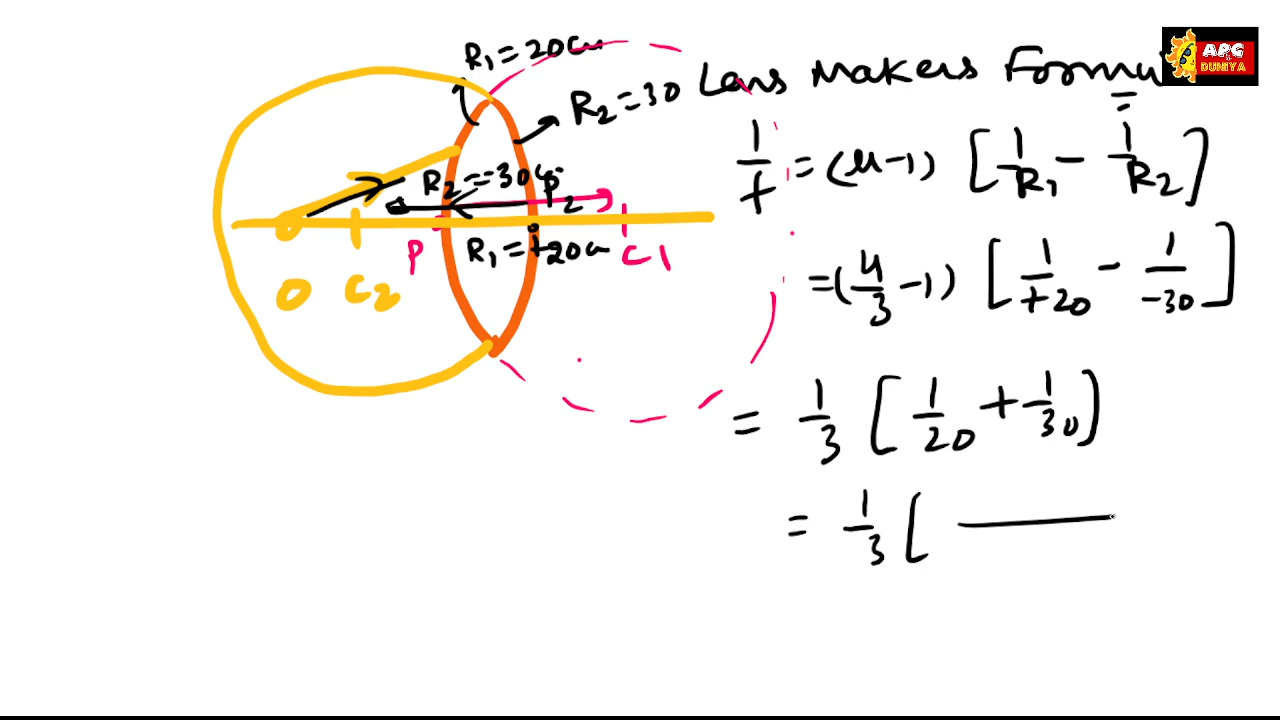 APC
DUNIYA
R1 = 20cm
R2 = 30
Lens Makers Formu
1/f = (μ-1) [1/R1 - 1/R2]
R2 = -30cm
P2
P
R1 = +20cm
C1
O
C2
= (4/3 -1) [1/+20 - 1/-30]
= 1/3 [1/20 + 1/30)
= 1/3 [